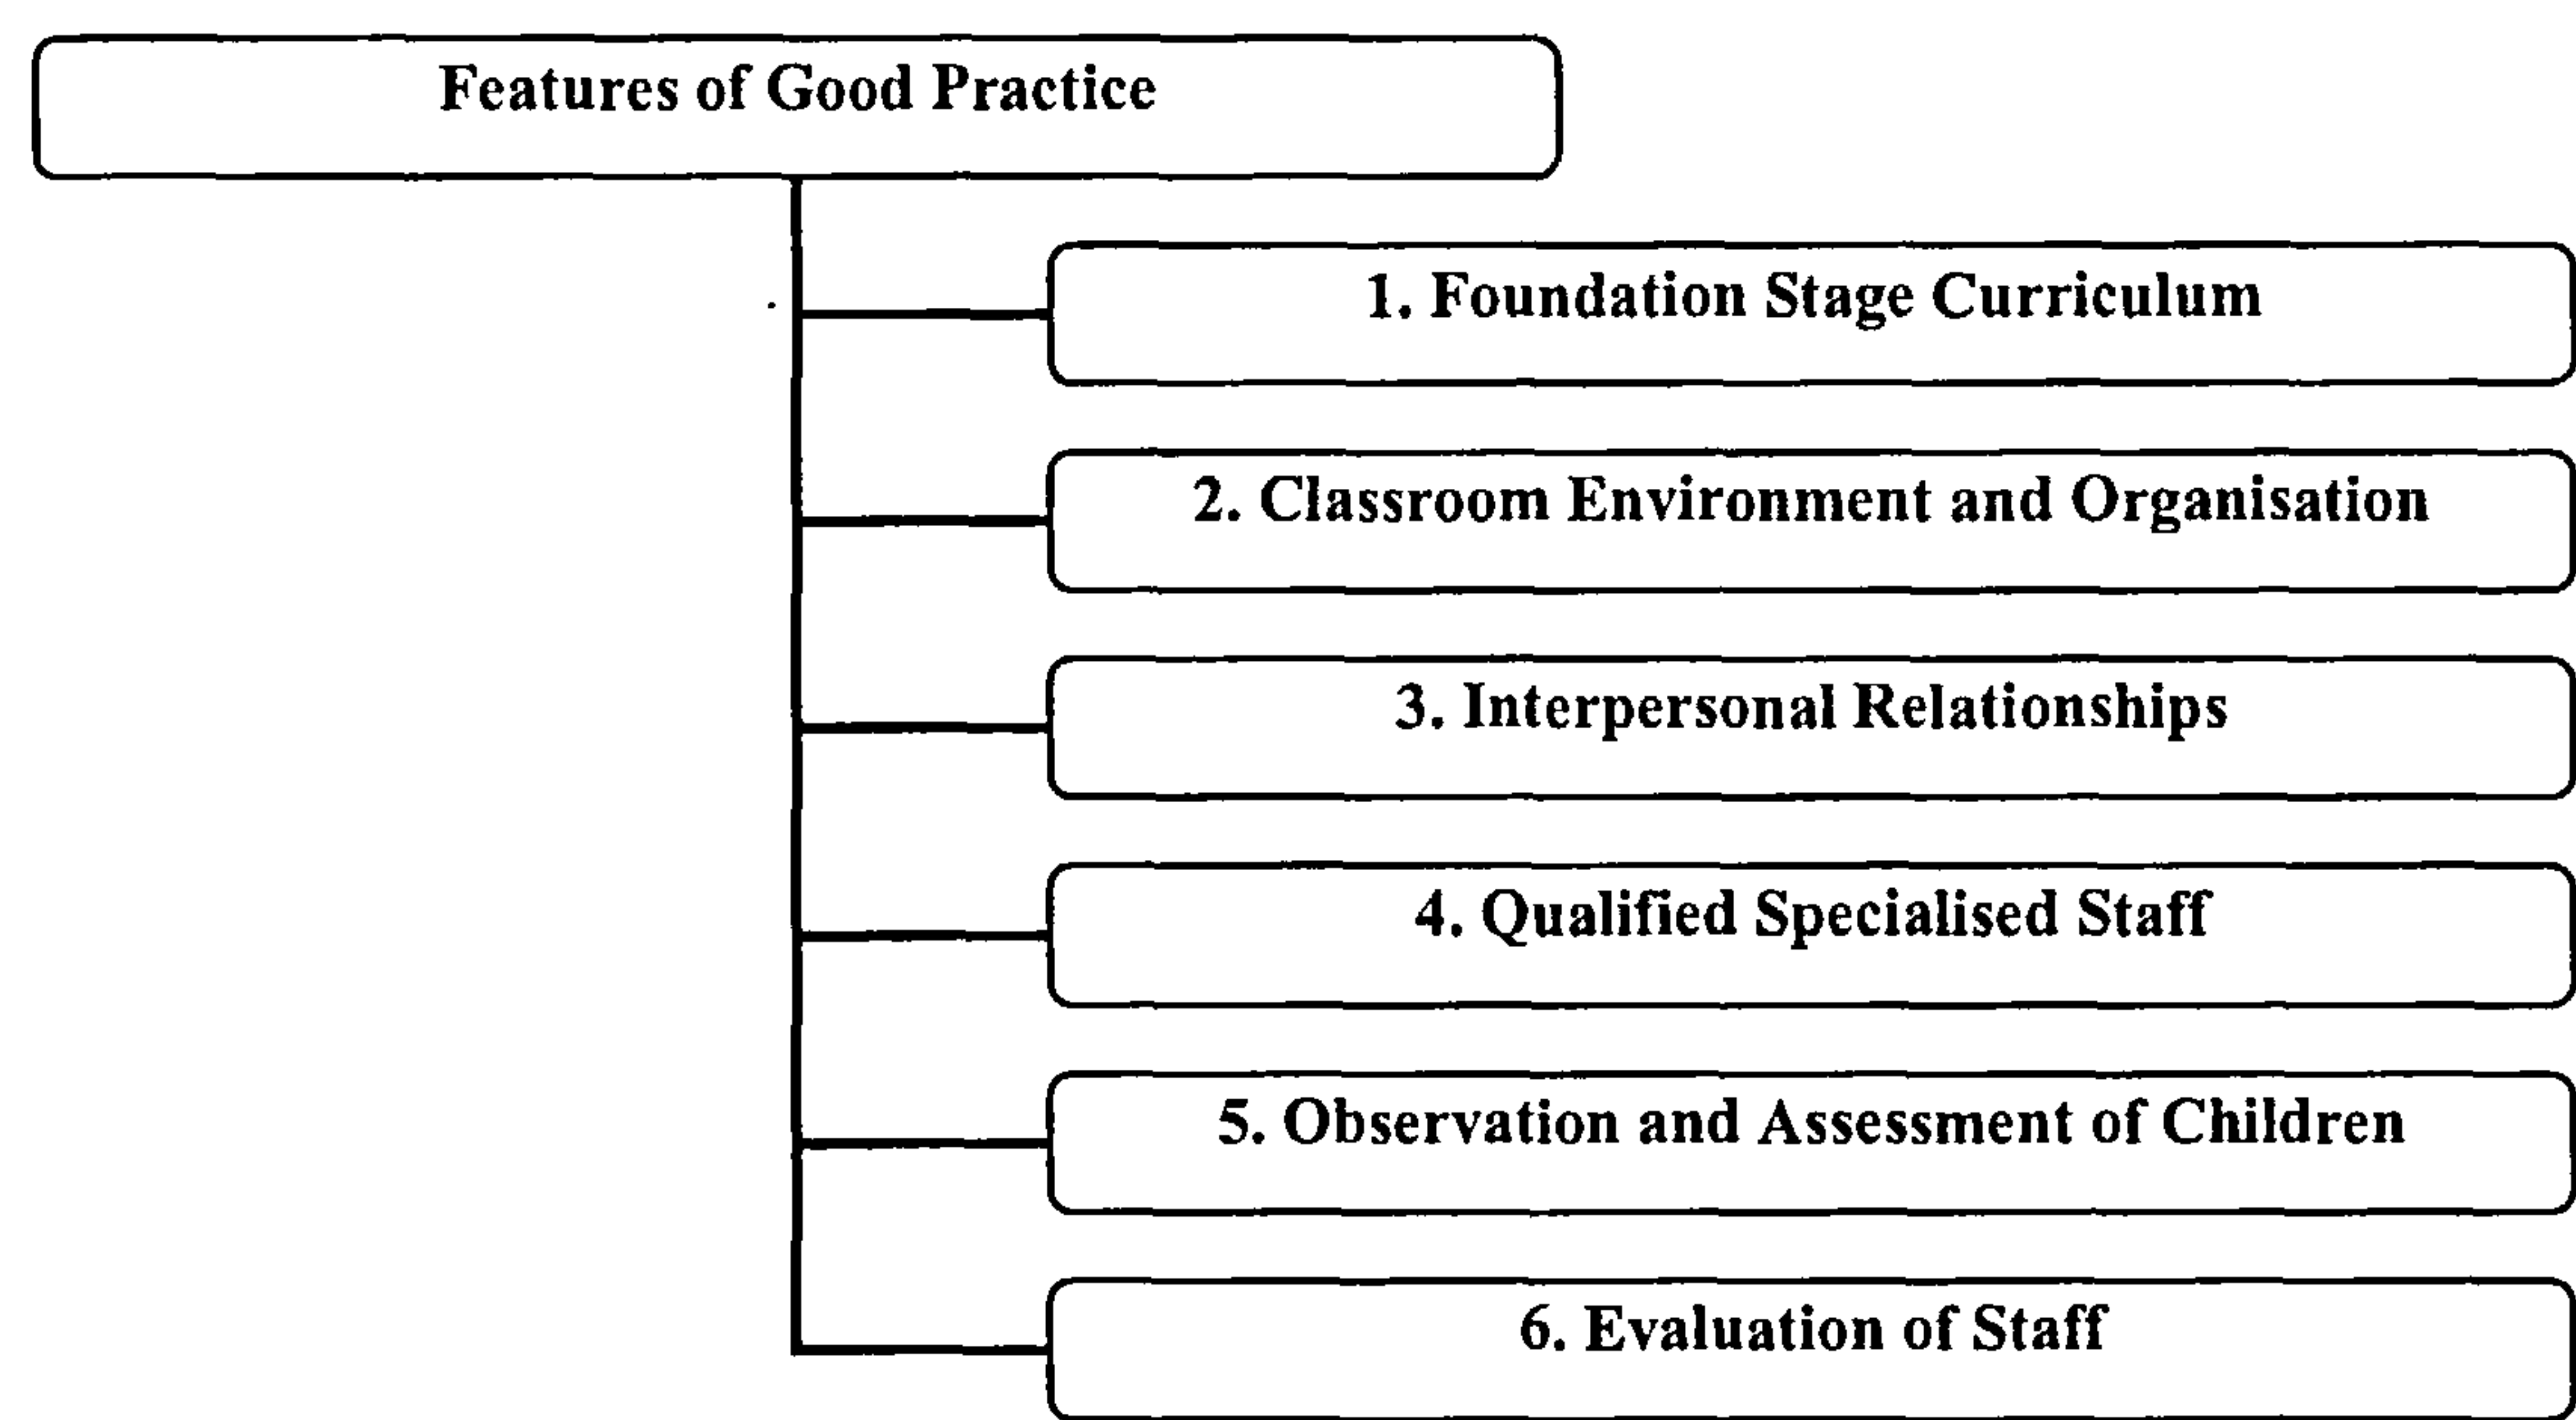 Features of Good Practice
1. Foundation Stage Curriculum
2. Classroom Environment and Organisation
3. Interpersonal Relationships
4. Qualified Specialised Staff
5. Observation and Assessment of Children
6. Evaluation of Staff